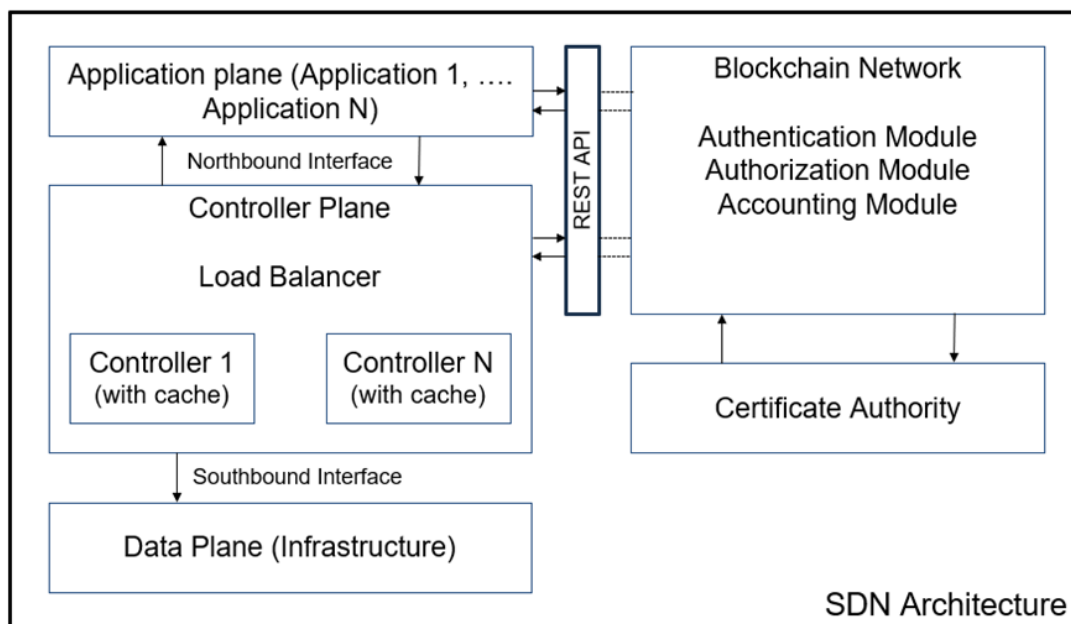 Application plane (Application 1, ….
Application N)
Northbound Interface
Controller Plane
Load Balancer
Controller 1
(with cache)
Controller N
(with cache)
Southbound Interface
Data Plane (Infrastructure)
REST API
Blockchain Network
Authentication Module
Authorization Module
Accounting Module
Certificate Authority
SDN Architecture